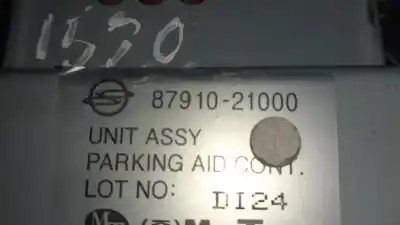 1520
87910-21000
UNIT ASSY
PARKING AID CONT.
LOT NO: DI24